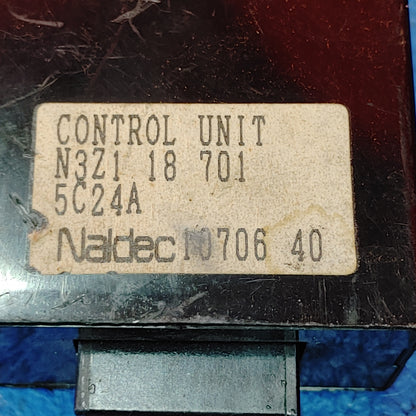 CONTROL UNIT
N3Z1 18 701
5C24A
Naldec 10706 40